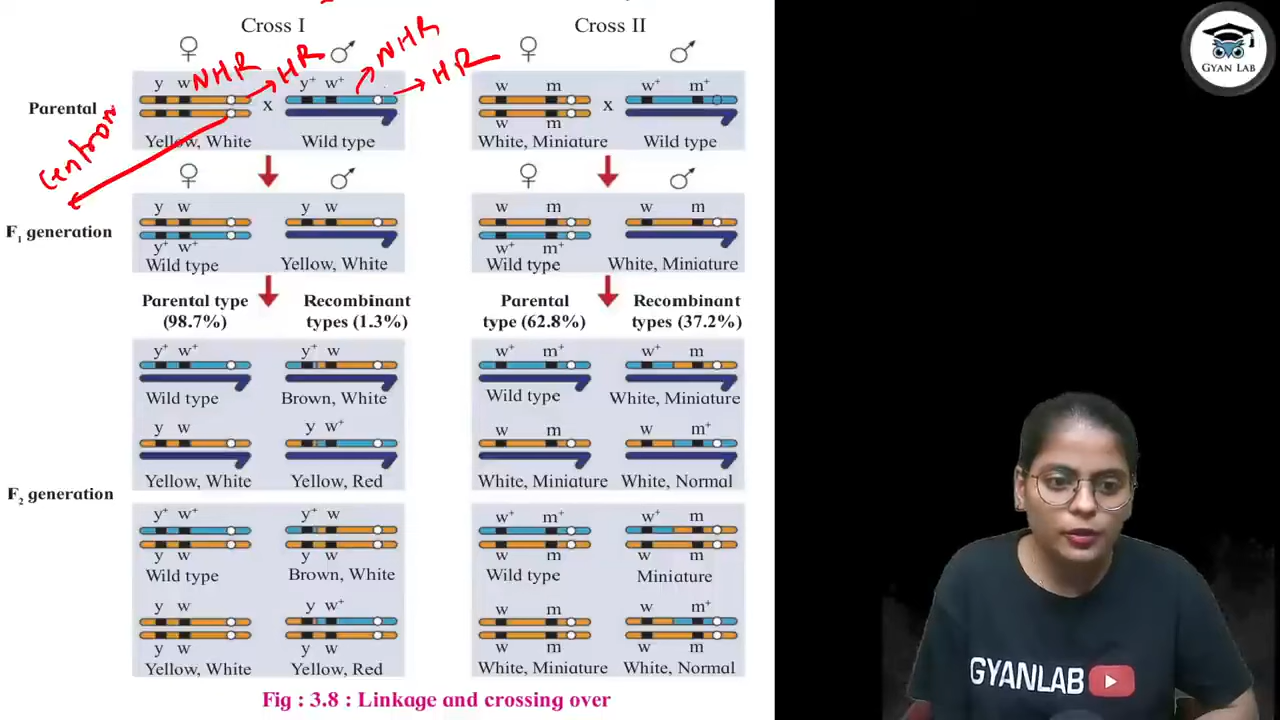 Cross I
Cross II
GYAN LAB
♀ ♂ ♀ ♂
NHR HR NHR HR
y w y⁺ w⁺ w m w⁺ m⁺
Parental
x x
w m
Yellow, White Wild type White, Miniature Wild type
♀ ♂ ♀ ♂
y w y w w m w m
F₁ generation
y⁺ w⁺ w⁺ m⁺
Wild type Yellow, White Wild type White, Miniature
Parental type (98.7%)
Recombinant types (1.3%)
Parental type (62.8%)
Recombinant types (37.2%)
y⁺ w⁺ y⁺ w w⁺ m⁺ w⁺ m
Wild type Brown, White Wild type White, Miniature
y w y w⁺ w m w m⁺
Yellow, White Yellow, Red White, Miniature White, Normal
F₂ generation
y⁺ w⁺ y⁺ w w⁺ m⁺ w⁺ m
y w y w w m w m
Wild type Brown, White Wild type Miniature
y w y w⁺ w m w m⁺
y w y w w m w m
Yellow, White Yellow, Red White, Miniature White, Normal
Fig : 3.8 : Linkage and crossing over
GYANLAB